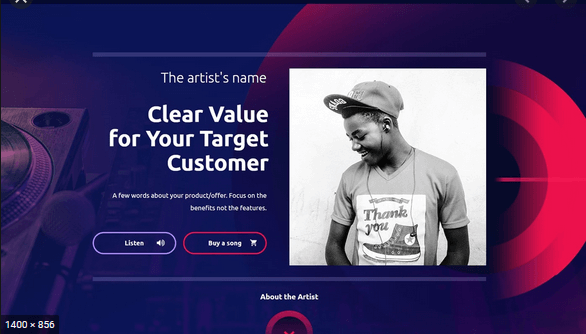 The artist's name
Clear Value
for Your Target
Customer
A few words about your product/offer. Focus on the
benefits not the features.
Listen
Buy a song
Thank
you
About the Artist
1400 × 856